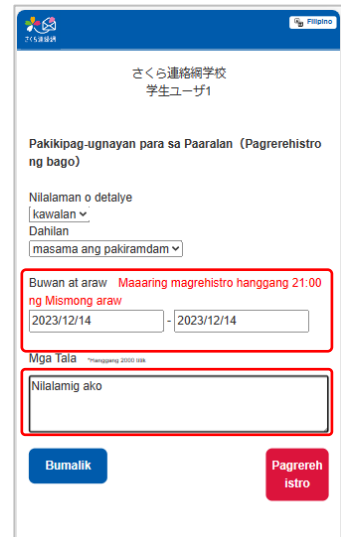 さくら連絡網
Filipino
さくら連絡網学校
学生ユーザ1
Pakikipag-ugnayan para sa Paaralan（Pagrerehistro
ng bago）
Nilalaman o detalye
kawalan
Dahilan
masama ang pakiramdam
Buwan at araw Maaaring magrehistro hanggang 21:00
ng Mismong araw
2023/12/14 - 2023/12/14
Mga Tala *Hanggang 2000 titik
Nilalamig ako
Bumalik
Pagrereh
istro